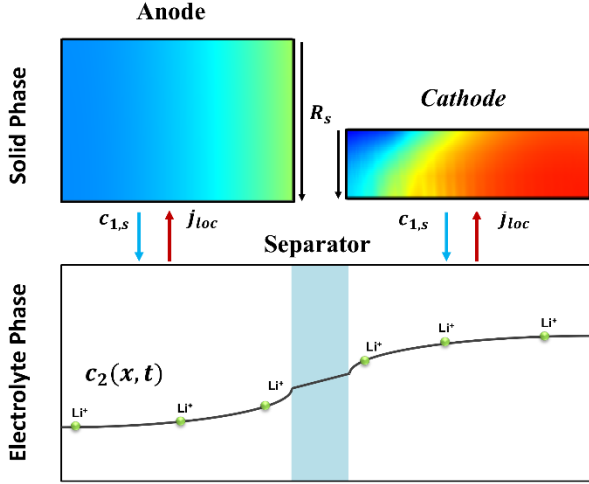 Anode
Solid Phase
R_s
Cathode
c_{1,s}
j_{loc}
c_{1,s}
j_{loc}
Separator
Electrolyte Phase
c_2(x, t)
Li⁺
Li⁺
Li⁺
Li⁺
Li⁺
Li⁺